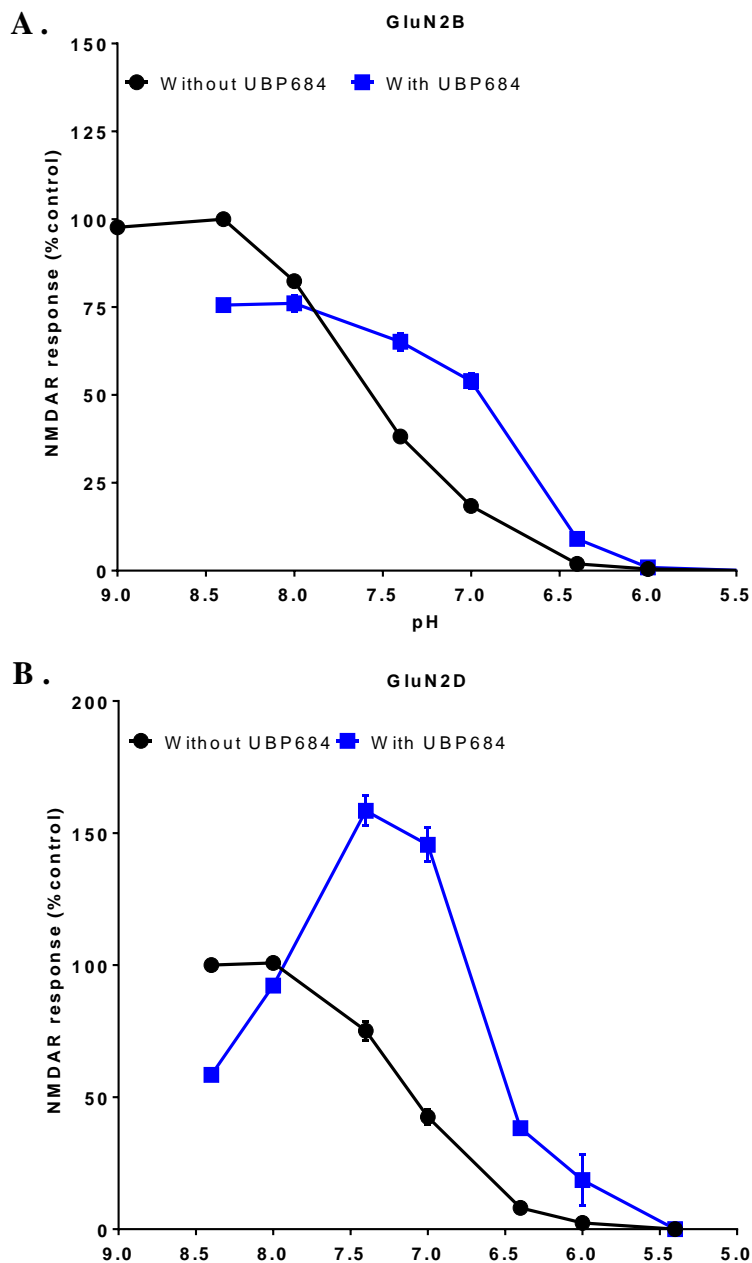 A .
GluN2B
150
Without UBP684 With UBP684
125
100
75
50
25
0
NMDAR response (%control)
9.0 8.5 8.0 7.5 7.0 6.5 6.0 5.5
pH
B .
GluN2D
200
Without UBP684 With UBP684
150
100
50
0
NMDAR response (%control)
9.0 8.5 8.0 7.5 7.0 6.5 6.0 5.5 5.0